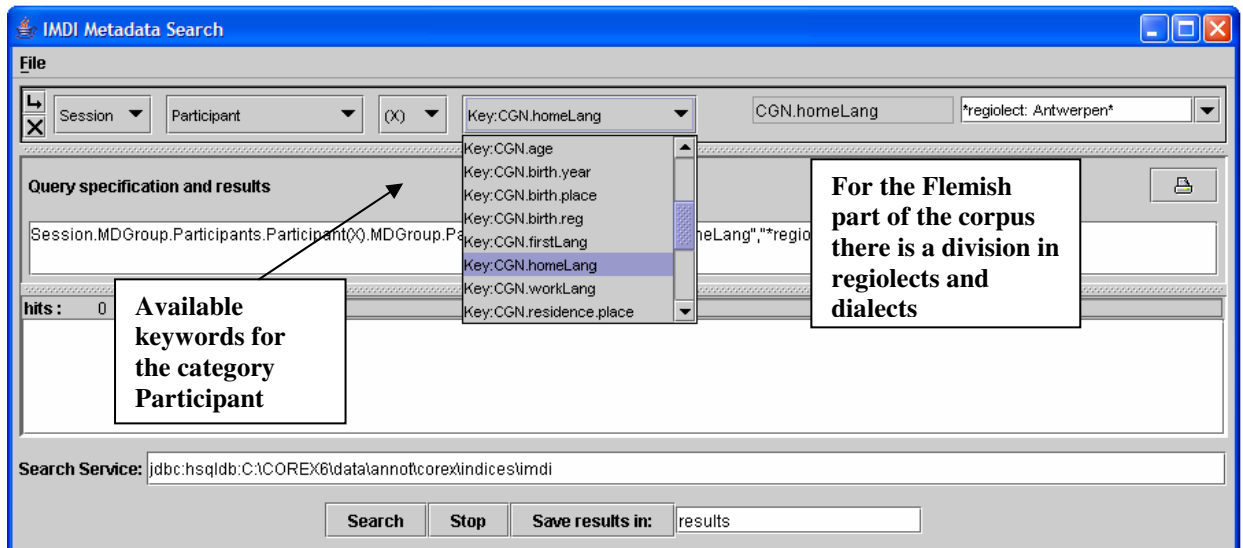 IMDI Metadata Search
File
Session Participant (X) Key:CGN.homeLang CGN.homeLang *regiolect: Antwerpen*
Key:CGN.age
Key:CGN.birth.year
Key:CGN.birth.place
Key:CGN.birth.reg
Key:CGN.firstLang
Key:CGN.homeLang
Key:CGN.workLang
Key:CGN.residence.place
Query specification and results
Session.MDGroup.Participants.Participant(X).MDGroup.Pa heLang","*regio
For the Flemish
part of the corpus
there is a division in
regiolects and
dialects
hits : 0
Available
keywords for
the category
Participant
Search Service: jdbc:hsqldb:C:\COREX6\data\annot\corex\indices\imdi
Search Stop Save results in: results